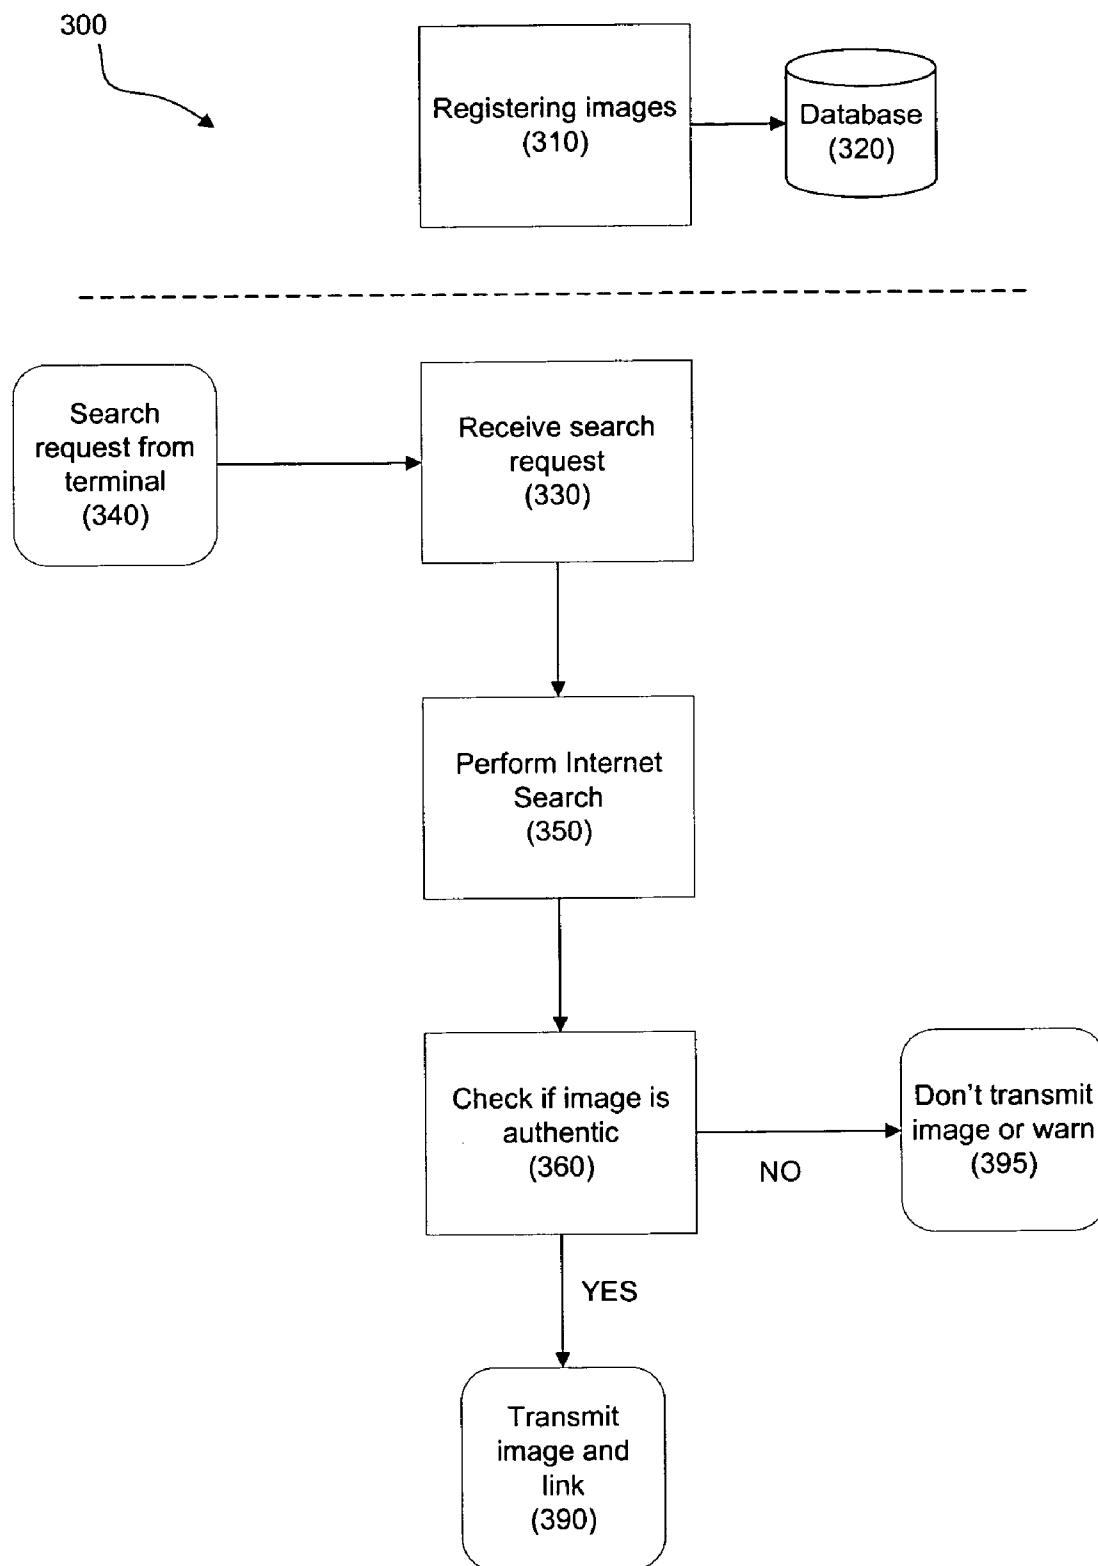 300
Registering images
(310)
Database
(320)
Search
request from
terminal
(340)
Receive search
request
(330)
Perform Internet
Search
(350)
Check if image is
authentic
(360)
NO
Don't transmit
image or warn
(395)
YES
Transmit
image and
link
(390)